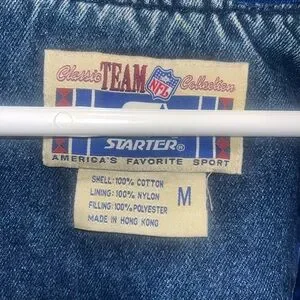 Classic TEAM NFL Collection
STARTER®
AMERICA'S FAVORITE SPORT
SHELL: 100% COTTON
LINING: 100% NYLON
FILLING: 100% POLYESTER
MADE IN HONG KONG
M